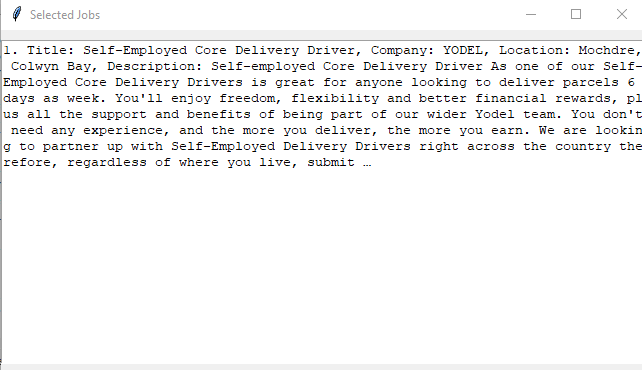 Selected Jobs
1. Title: Self-Employed Core Delivery Driver, Company: YODEL, Location: Mochdre,
Colwyn Bay, Description: Self-employed Core Delivery Driver As one of our Self-
Employed Core Delivery Drivers is great for anyone looking to deliver parcels 6
days as week. You'll enjoy freedom, flexibility and better financial rewards, pl
us all the support and benefits of being part of our wider Yodel team. You don't
need any experience, and the more you deliver, the more you earn. We are lookin
g to partner up with Self-Employed Delivery Drivers right across the country the
refore, regardless of where you live, submit …